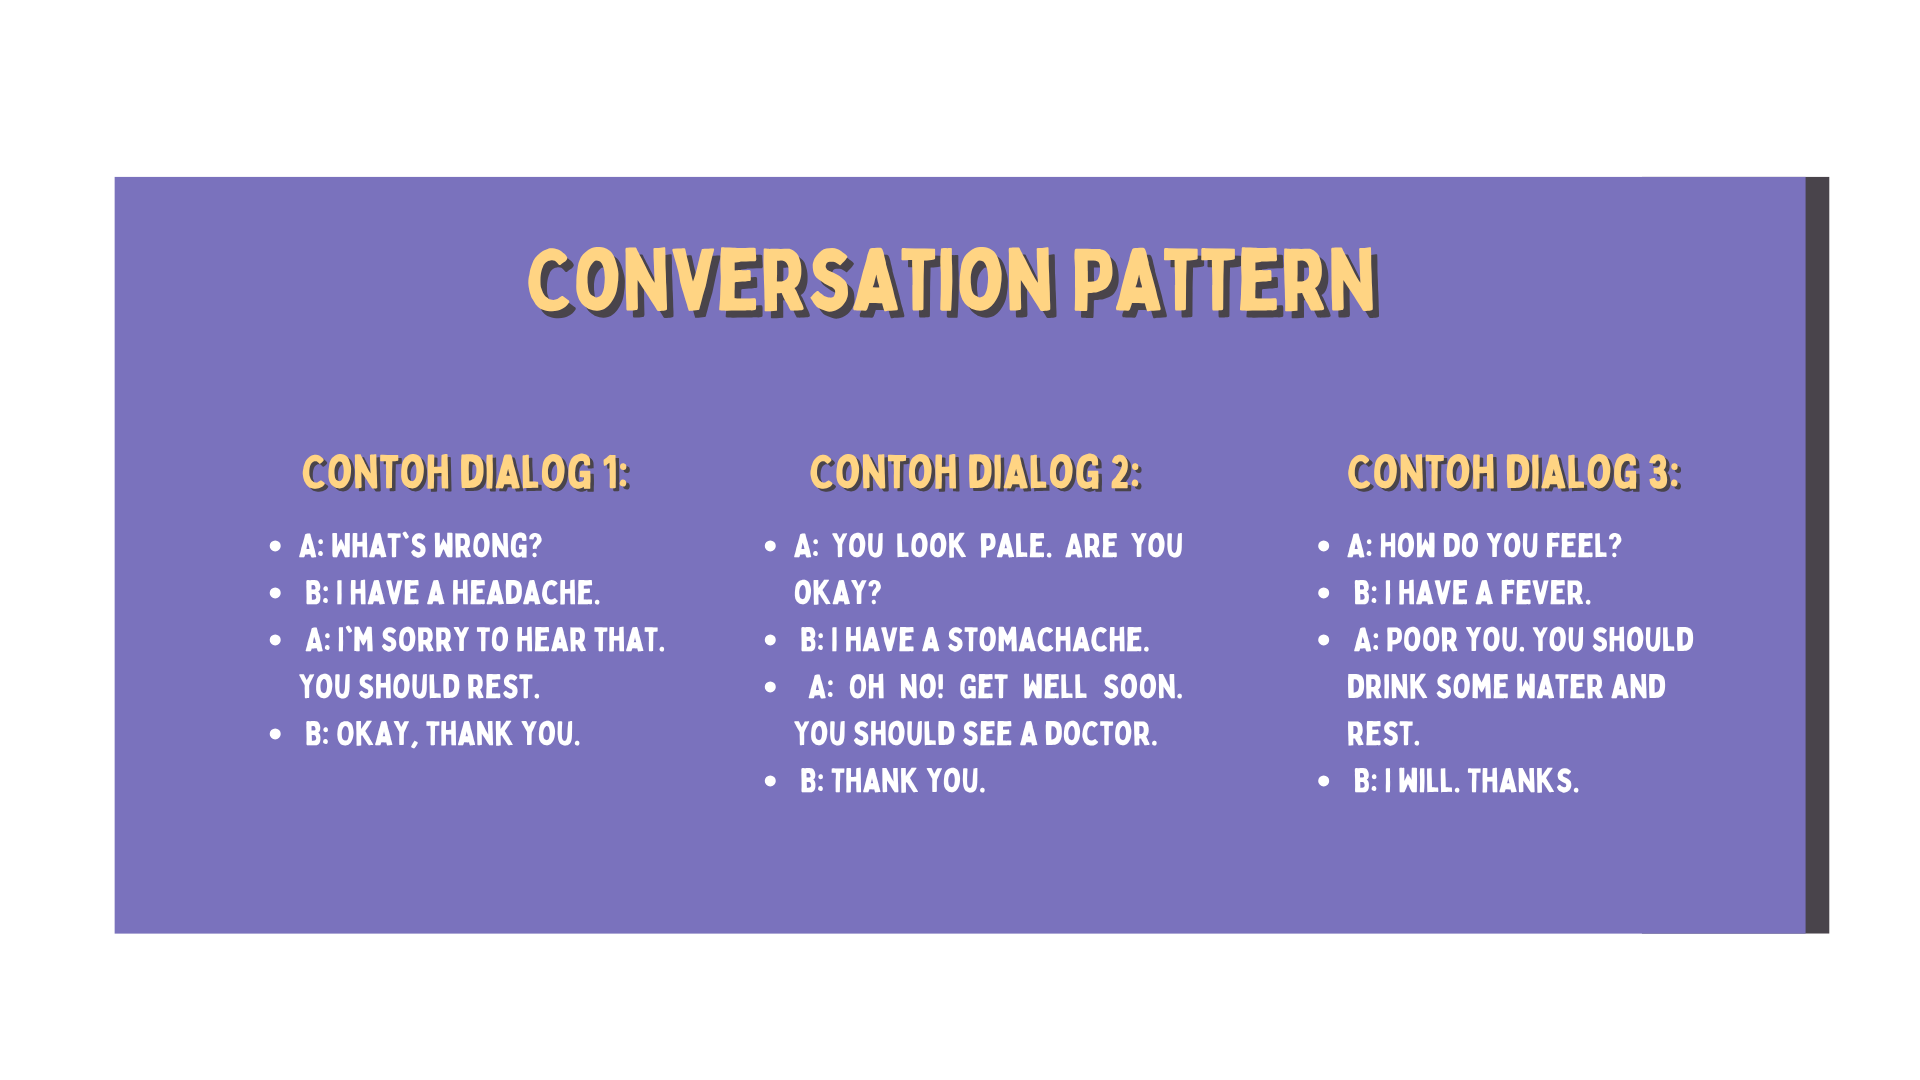 CONVERSATION PATTERN
CONTOH DIALOG 1:
• A: WHAT`S WRONG?
• B: I HAVE A HEADACHE.
• A: I`M SORRY TO HEAR THAT.
YOU SHOULD REST.
• B: OKAY, THANK YOU.
CONTOH DIALOG 2:
• A: YOU LOOK PALE. ARE YOU
OKAY?
• B: I HAVE A STOMACHACHE.
• A: OH NO! GET WELL SOON.
YOU SHOULD SEE A DOCTOR.
• B: THANK YOU.
CONTOH DIALOG 3:
• A: HOW DO YOU FEEL?
• B: I HAVE A FEVER.
• A: POOR YOU. YOU SHOULD
DRINK SOME WATER AND
REST.
• B: I WILL. THANKS.